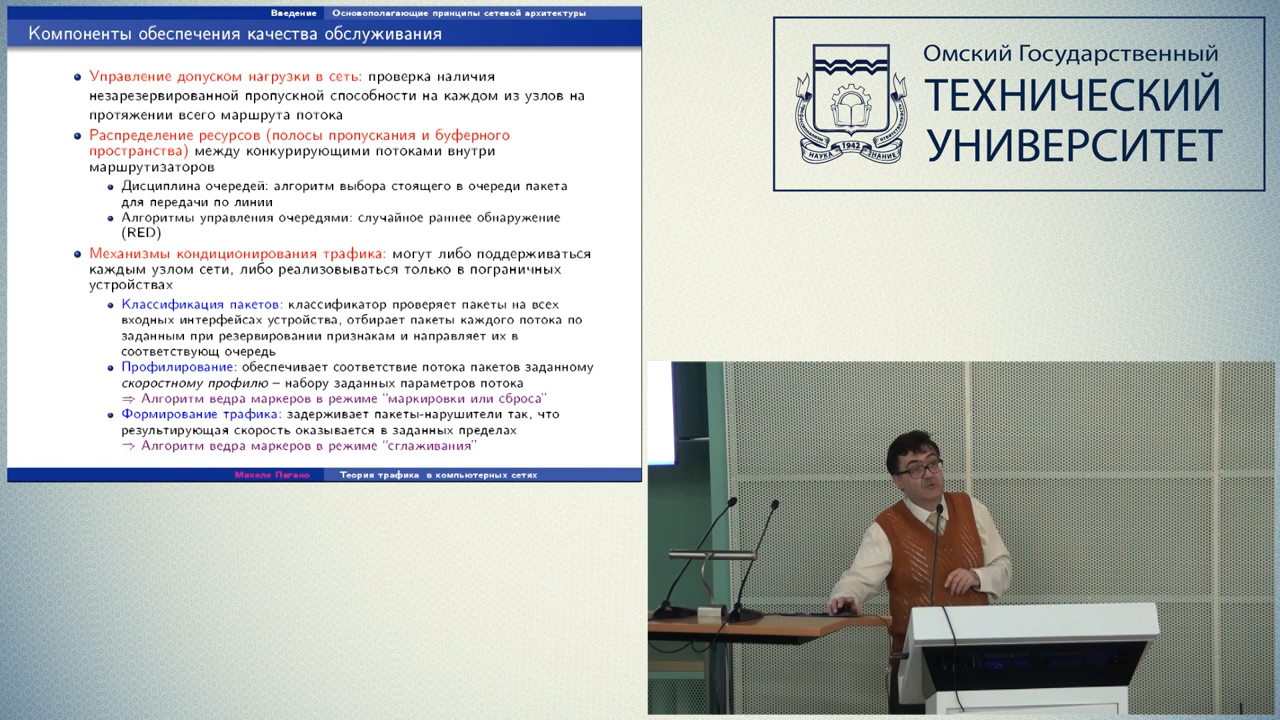 Введение Основополагающие принципы сетевой архитектуры
Компоненты обеспечения качества обслуживания
Управление допуском нагрузки в сеть: проверка наличия
незарезервированной пропускной способности на каждом из узлов на
протяжении всего маршрута потока
Распределение ресурсов (полосы пропускания и буферного
пространства) между конкурирующими потоками внутри
маршрутизаторов
Дисциплина очередей: алгоритм выбора стоящего в очереди пакета
для передачи по линии
Алгоритмы управления очередями: случайное раннее обнаружение
(RED)
Механизмы кондиционирования трафика: могут либо поддерживаться
каждым узлом сети, либо реализовываться только в пограничных
устройствах
Классификация пакетов: классификатор проверяет пакеты на всех
входных интерфейсах устройства, отбирает пакеты каждого потока по
заданным при резервировании признакам и направляет их в
соответствующ очередь
Профилирование: обеспечивает соответствие потока пакетов заданному
скоростному профилю – набору заданных параметров потока
⇒ Алгоритм ведра маркеров в режиме “маркировки или сброса”
Формирование трафика: задерживает пакеты-нарушители так, что
результирующая скорость оказывается в заданных пределах
⇒ Алгоритм ведра маркеров в режиме “сглаживания”
Микеле Пагано Теория трафика в компьютерных сетях
Омский Государственный
ТЕХНИЧЕСКИЙ
УНИВЕРСИТЕТ
НАУКА 1942 ЗНАНИЕ